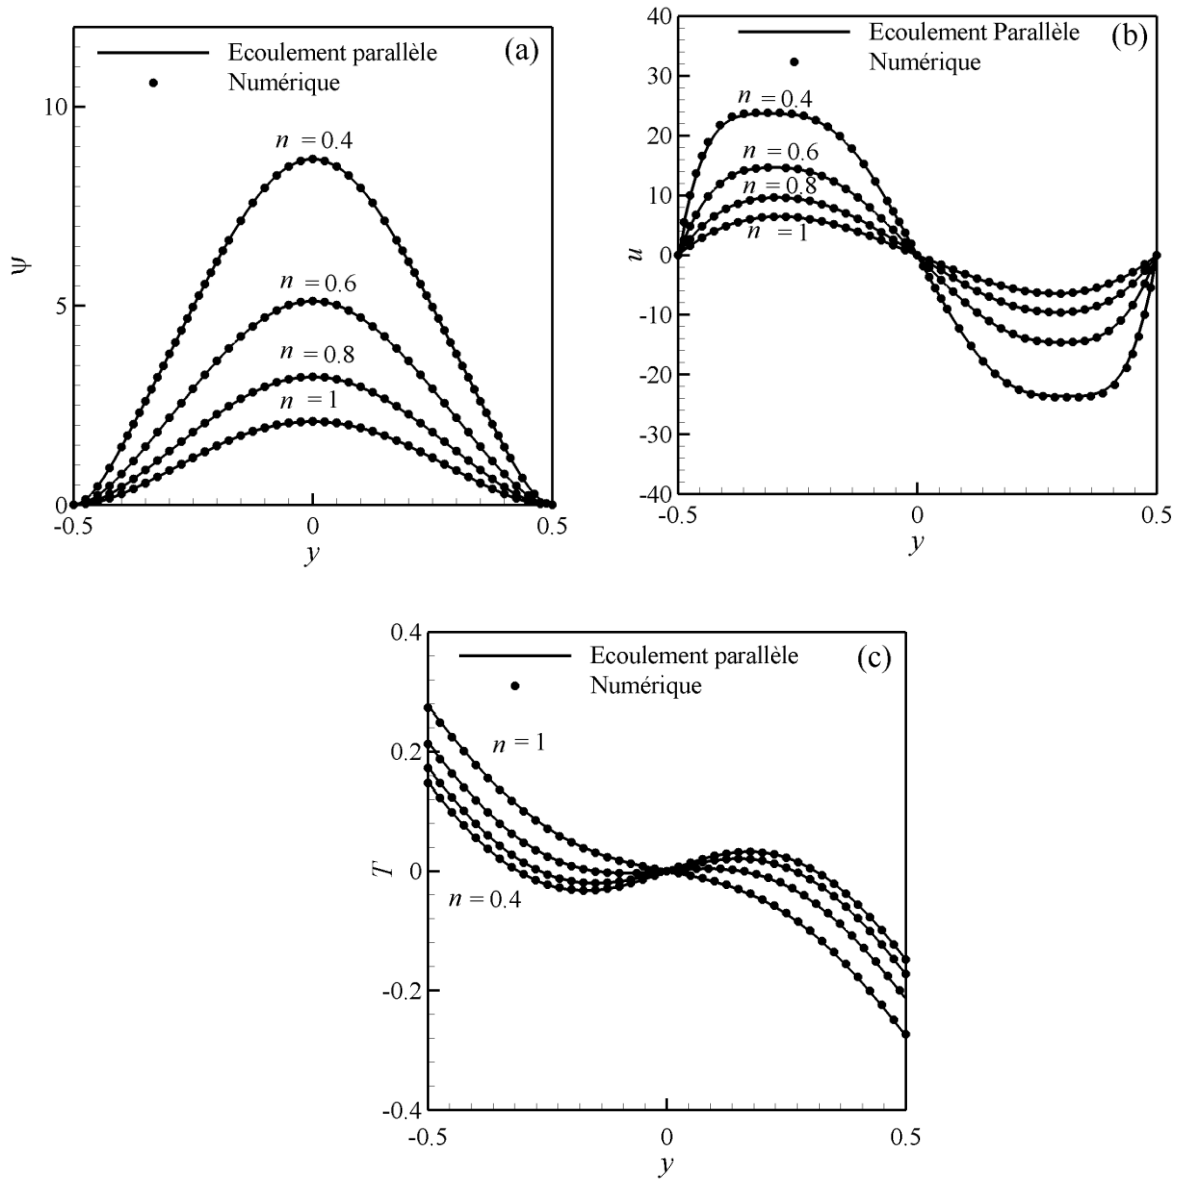 Ecoulement parallèle
Numérique
(a)
10
5
0
Ψ
n = 0.4
n = 0.6
n = 0.8
n = 1
-0.5
0
0.5
y
40
30
20
10
0
-10
-20
-30
-40
u
Ecoulement Parallèle
Numérique
(b)
n = 0.4
n = 0.6
n = 0.8
n = 1
-0.5
0
0.5
y
0.4
0.2
0
-0.2
-0.4
T
Ecoulement parallèle
Numérique
(c)
n = 1
n = 0.4
-0.5
0
0.5
y